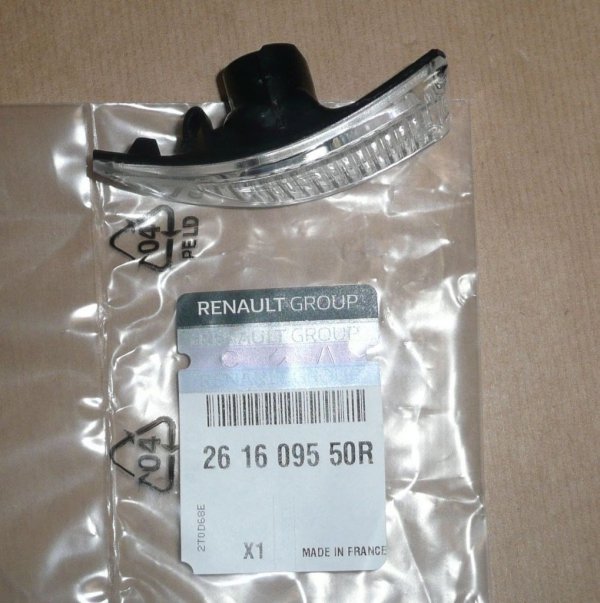 04
PELD
RENAULT GROUP
RENAULT GROUP
04
26 16 095 50R
2T0D68E
X1
MADE IN FRANCE